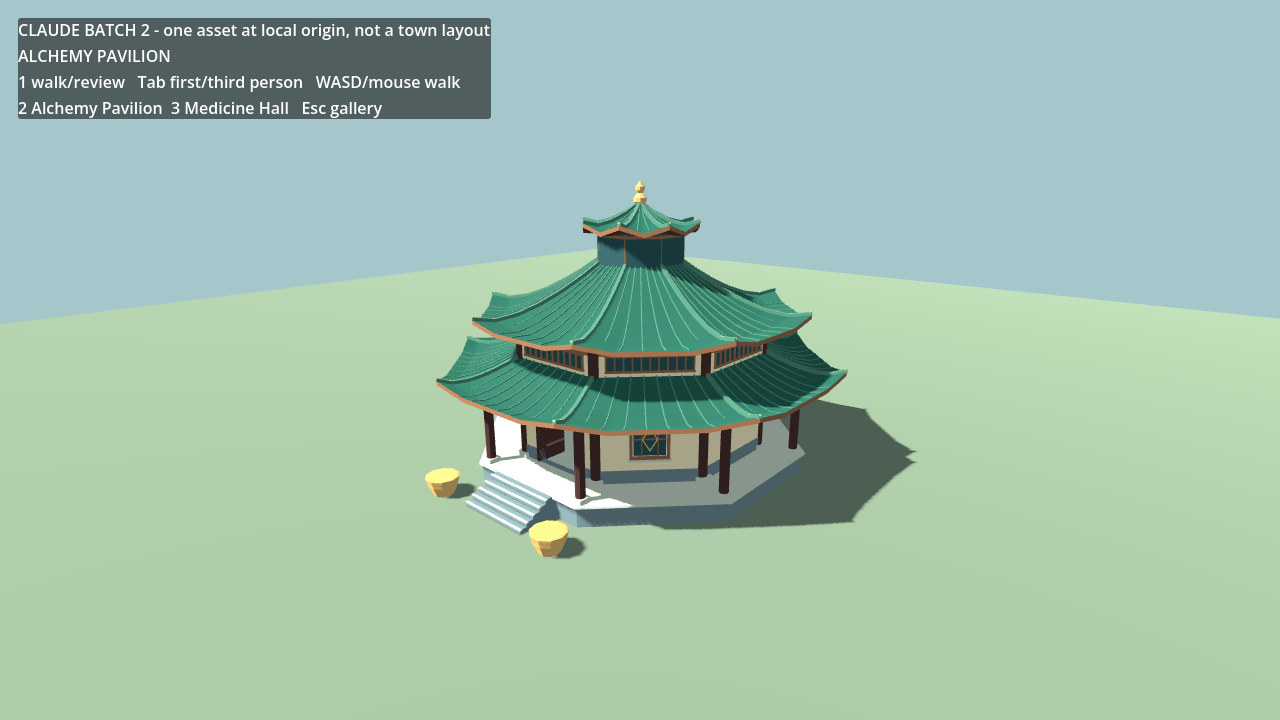 CLAUDE BATCH 2 - one asset at local origin, not a town layout
ALCHEMY PAVILION
1 walk/review   Tab first/third person   WASD/mouse walk
2 Alchemy Pavilion  3 Medicine Hall   Esc gallery